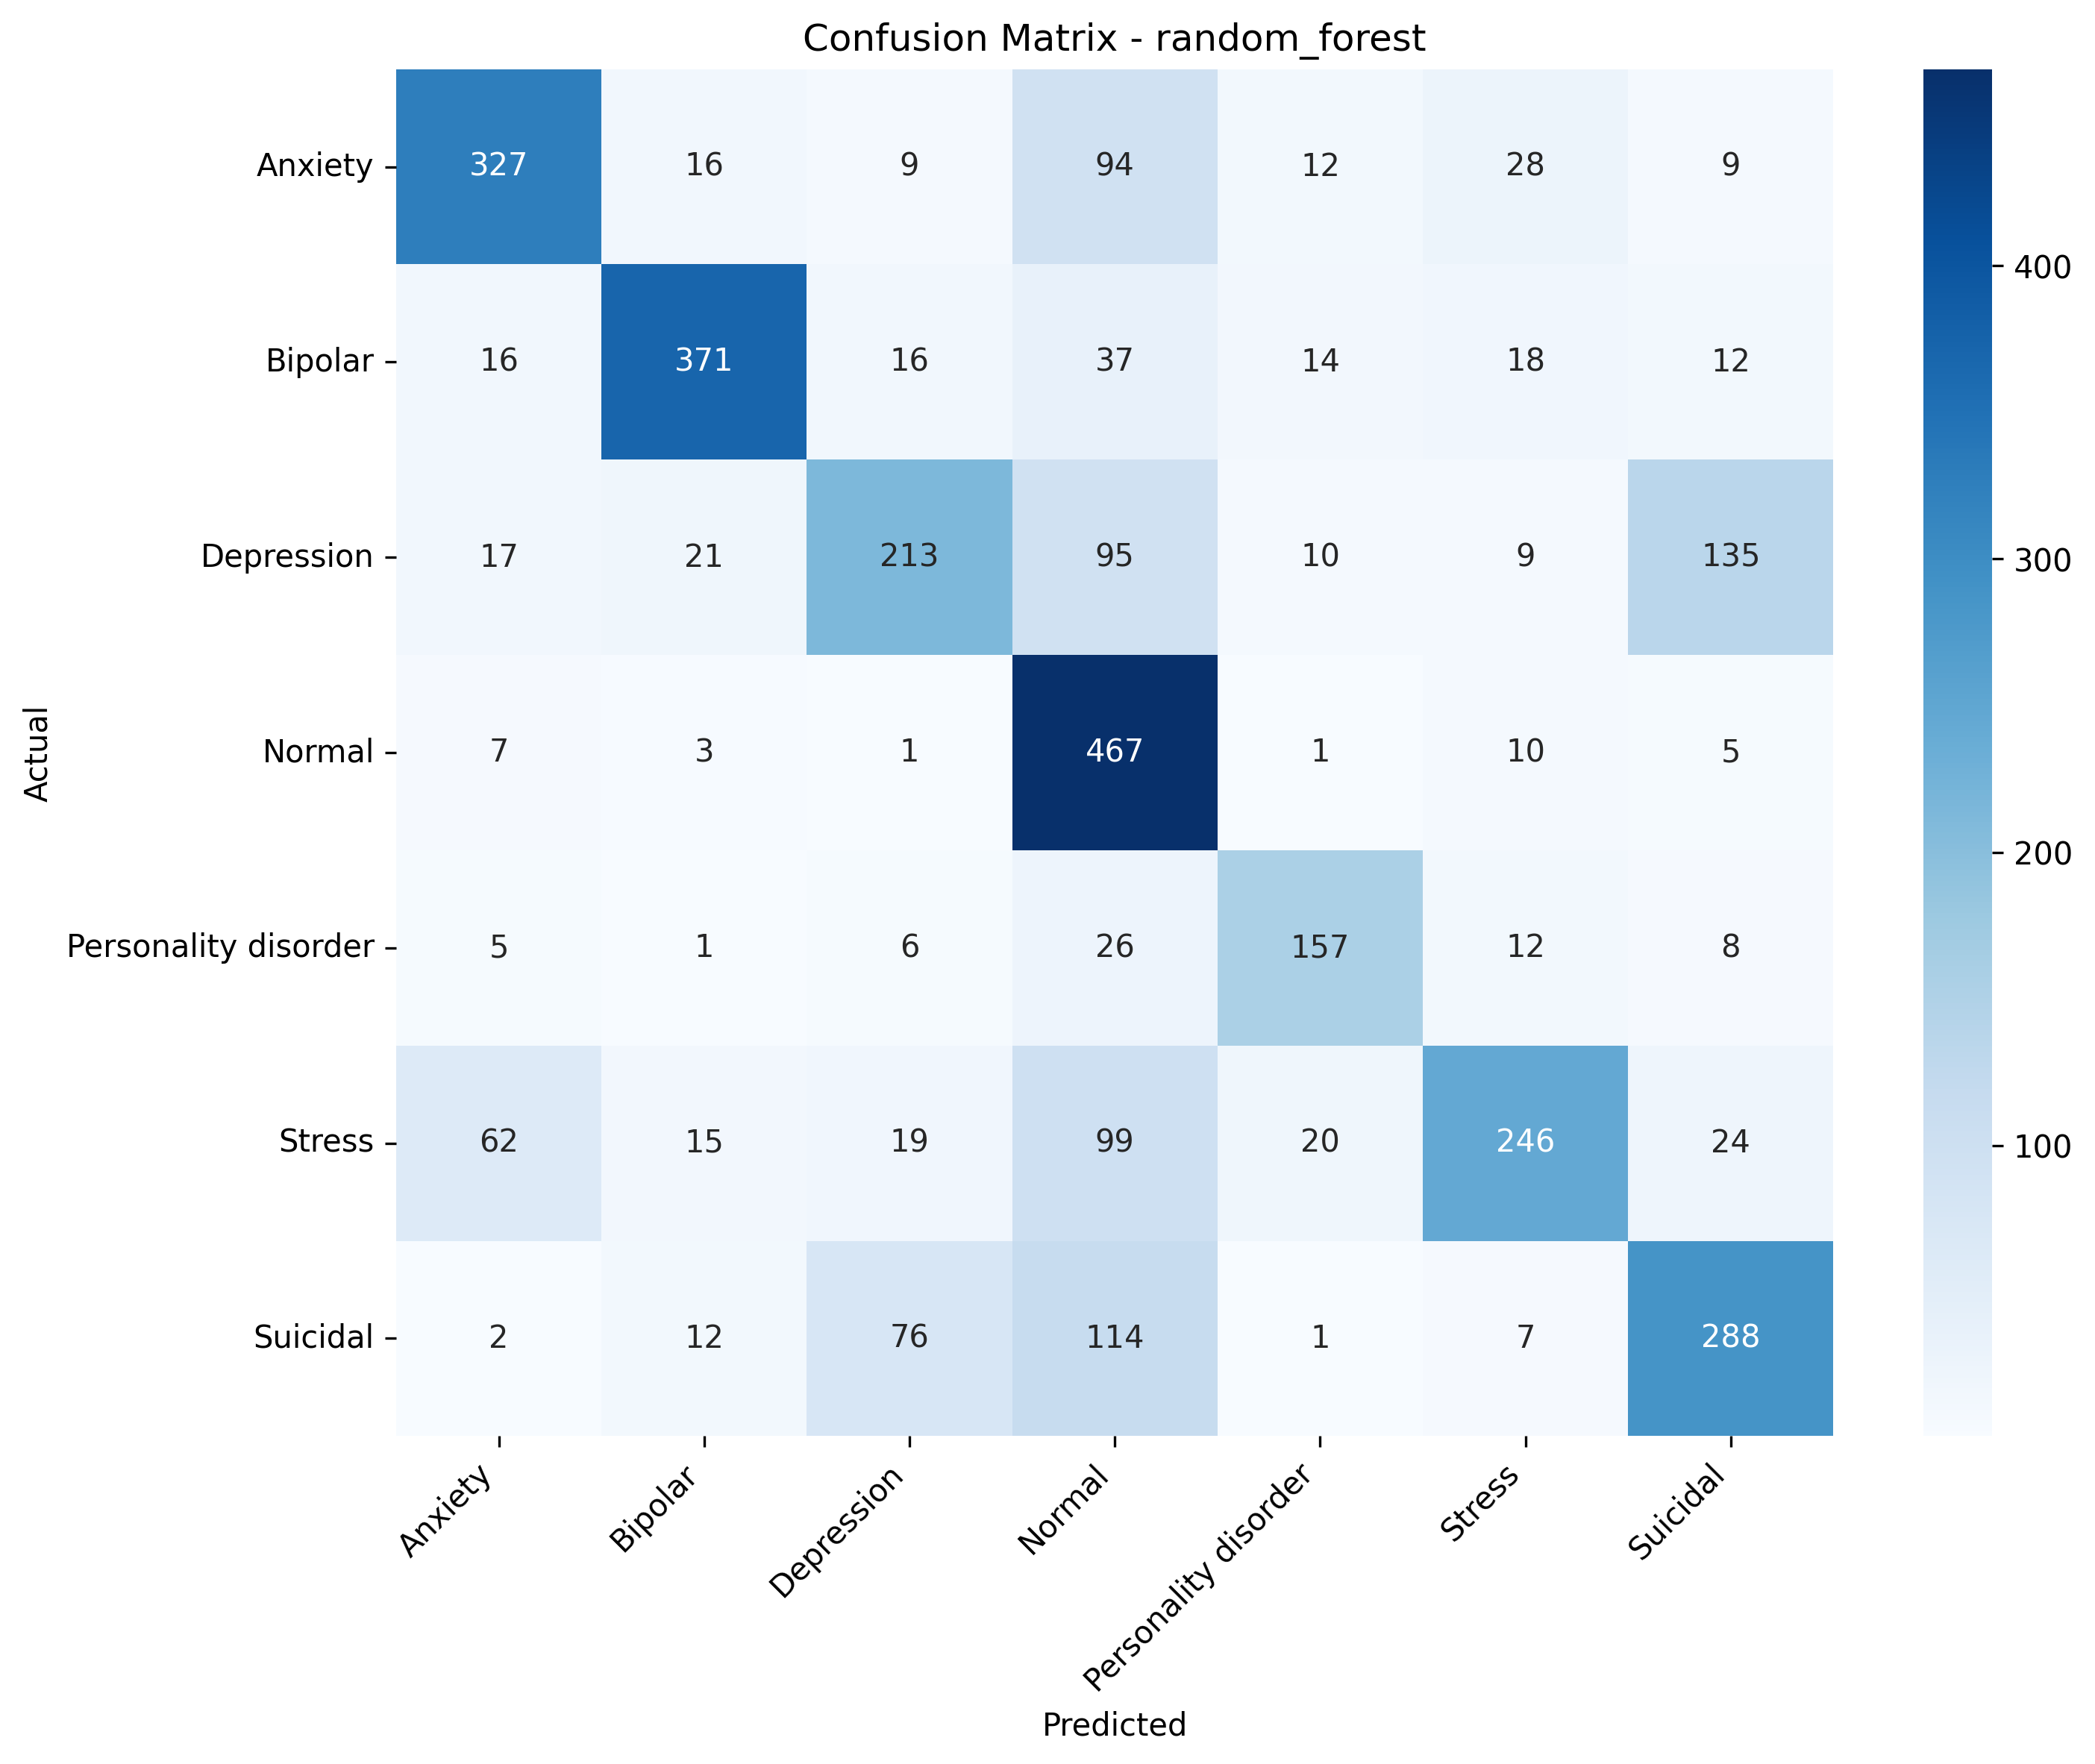 Confusion Matrix - random_forest
Actual
Anxiety 327 16 9 94 12 28 9
Bipolar 16 371 16 37 14 18 12
Depression 17 21 213 95 10 9 135
Normal 7 3 1 467 1 10 5
Personality disorder 5 1 6 26 157 12 8
Stress 62 15 19 99 20 246 24
Suicidal 2 12 76 114 1 7 288
Anxiety Bipolar Depression Normal Personality disorder Stress Suicidal
Predicted
400
300
200
100